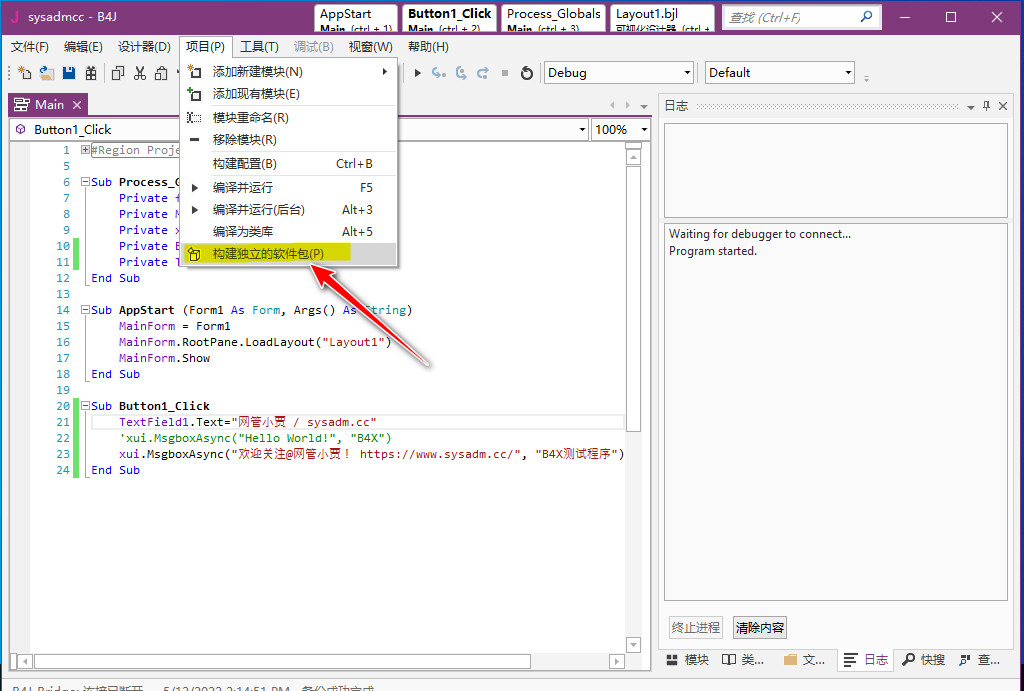 sysadmcc - B4J
AppStart
Main (ctrl + 1)
Button1_Click
Main (ctrl + 2)
Process_Globals
Main (ctrl + 3)
Layout1.bjl
可视化设计器 (ctrl +
查找 (Ctrl+F)
文件(F) 编辑(E) 设计器(D) 项目(P) 工具(T) 调试(B) 视窗(W) 帮助(H)
Debug Default
添加新建模块(N)
添加现有模块(E)
模块重命名(R)
移除模块(R)
构建配置(B) Ctrl+B
编译并运行 F5
编译并运行(后台) Alt+3
编译为类库 Alt+5
构建独立的软件包(P)
Main
Button1_Click 100%
1 #Region Proje
5
6 Sub Process_G
7 Private f
8 Private M
9 Private x
10 Private B
11 Private T
12 End Sub
13
14 Sub AppStart (Form1 As Form, Args() As String)
15 MainForm = Form1
16 MainForm.RootPane.LoadLayout("Layout1")
17 MainForm.Show
18 End Sub
19
20 Sub Button1_Click
21 TextField1.Text="网管小贾 / sysadm.cc"
22 'xui.MsgboxAsync("Hello World!", "B4X")
23 xui.MsgboxAsync("欢迎关注@网管小贾！ https://www.sysadm.cc/", "B4X测试程序")
24 End Sub
日志
Waiting for debugger to connect...
Program started.
终止进程 清除内容
模块 类... 文... 日志 快搜 查...
B4J-Bridge: 连接已断开 5/12/2022 2:14:51 PM 备份成功完成